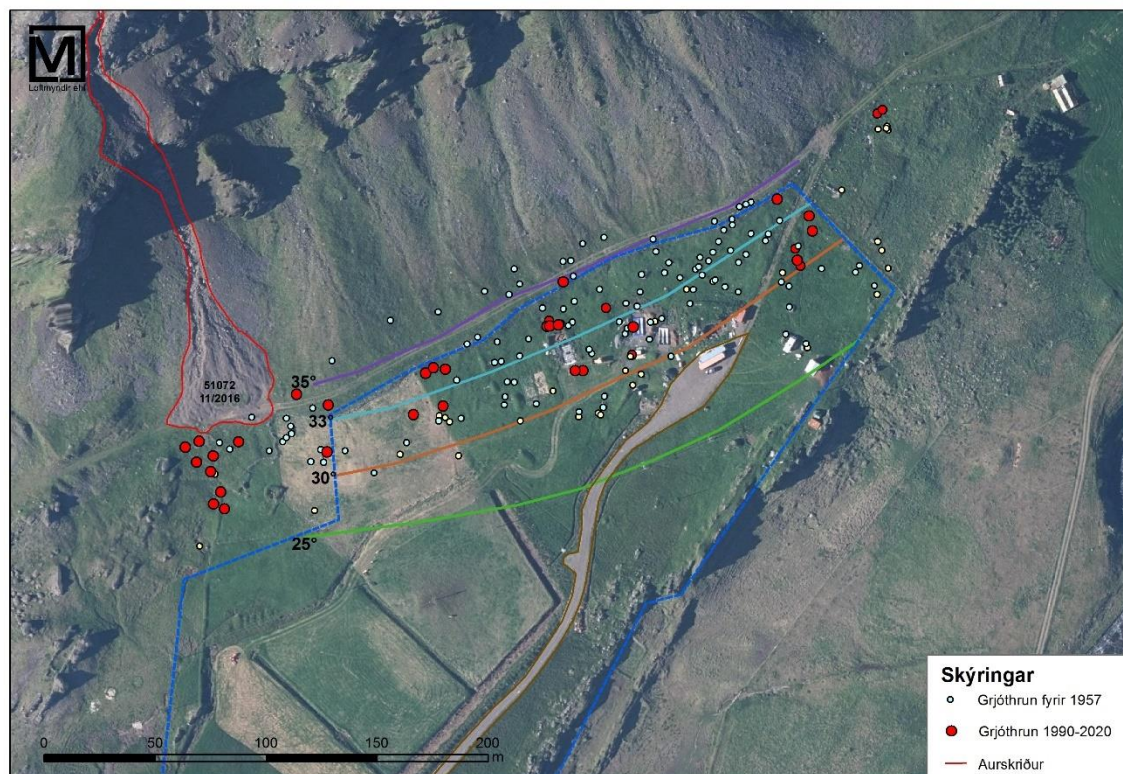 M
Loftmyndir ehf
51072
11/2016
35°
33°
30°
25°
Skýringar
Grjóthrun fyrir 1957
Grjóthrun 1990-2020
Aurskriður
0 50 100 150 200
m